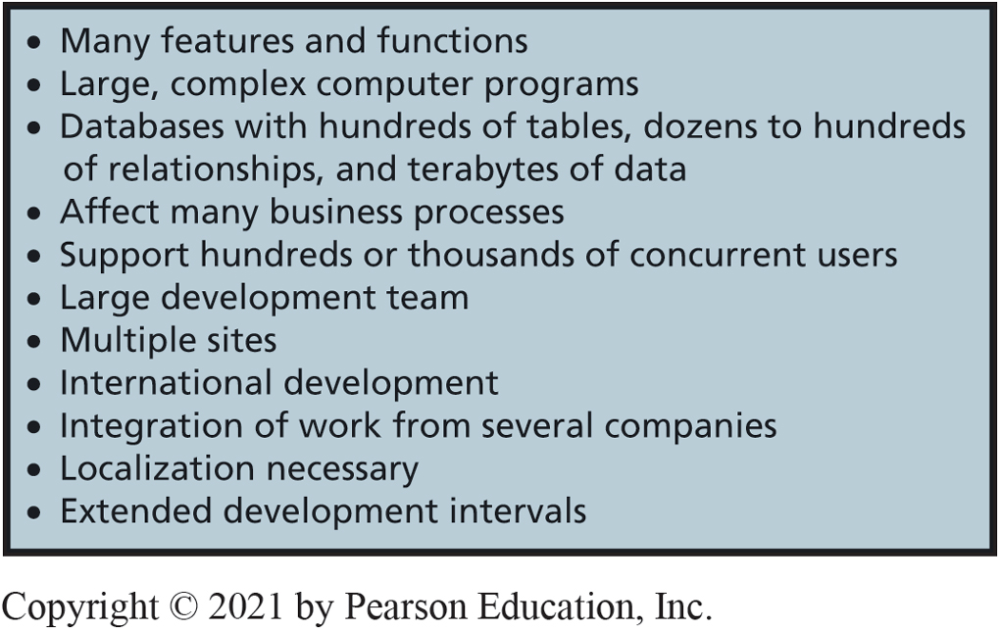 • Many features and functions
• Large, complex computer programs
• Databases with hundreds of tables, dozens to hundreds
of relationships, and terabytes of data
• Affect many business processes
• Support hundreds or thousands of concurrent users
• Large development team
• Multiple sites
• International development
• Integration of work from several companies
• Localization necessary
• Extended development intervals
Copyright © 2021 by Pearson Education, Inc.